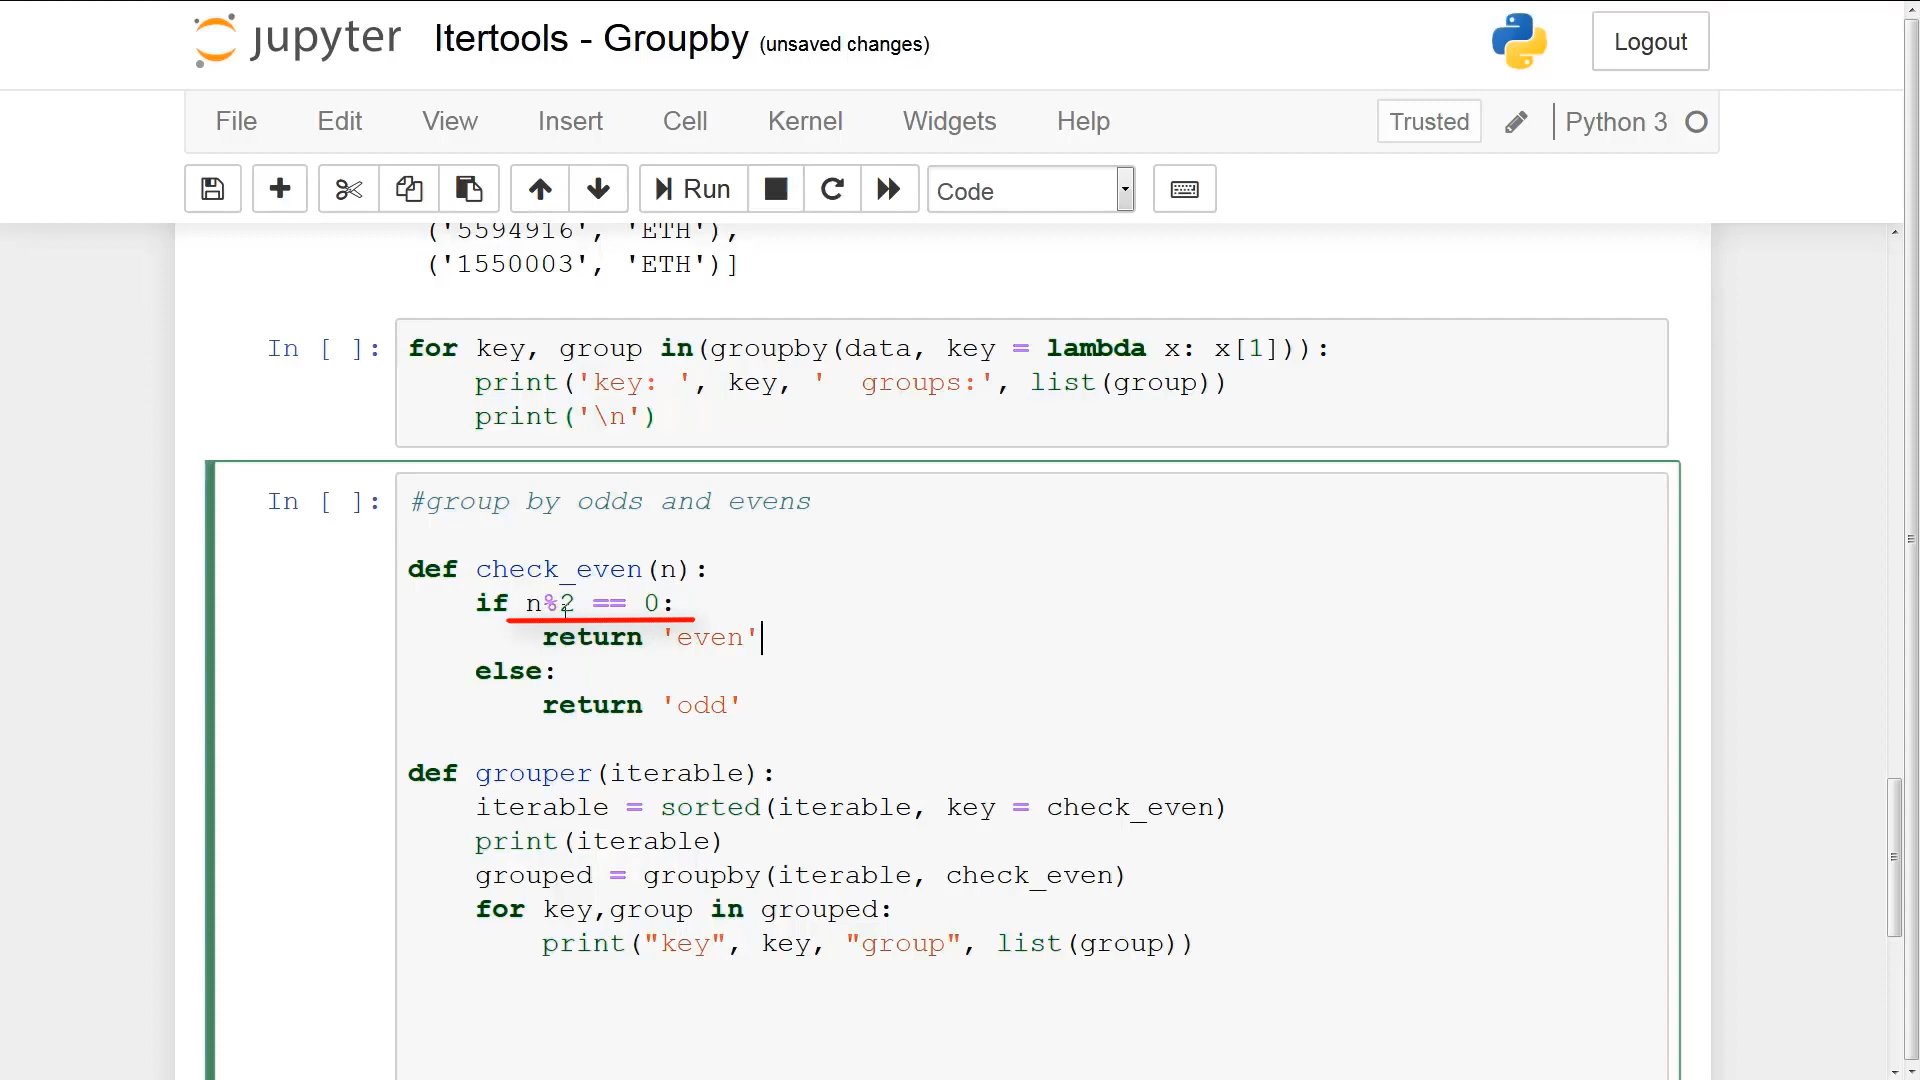 jupyter Itertools - Groupby (unsaved changes) Logout
File Edit View Insert Cell Kernel Widgets Help Trusted Python 3
Run Code
('5594916', 'ETH'),
('1550003', 'ETH')]
In [ ]: for key, group in(groupby(data, key = lambda x: x[1])):
print('key: ', key, '  groups:', list(group))
print('\n')
In [ ]: #group by odds and evens
def check_even(n):
if n%2 == 0:
return 'even'
else:
return 'odd'
def grouper(iterable):
iterable = sorted(iterable, key = check_even)
print(iterable)
grouped = groupby(iterable, check_even)
for key,group in grouped:
print("key", key, "group", list(group))